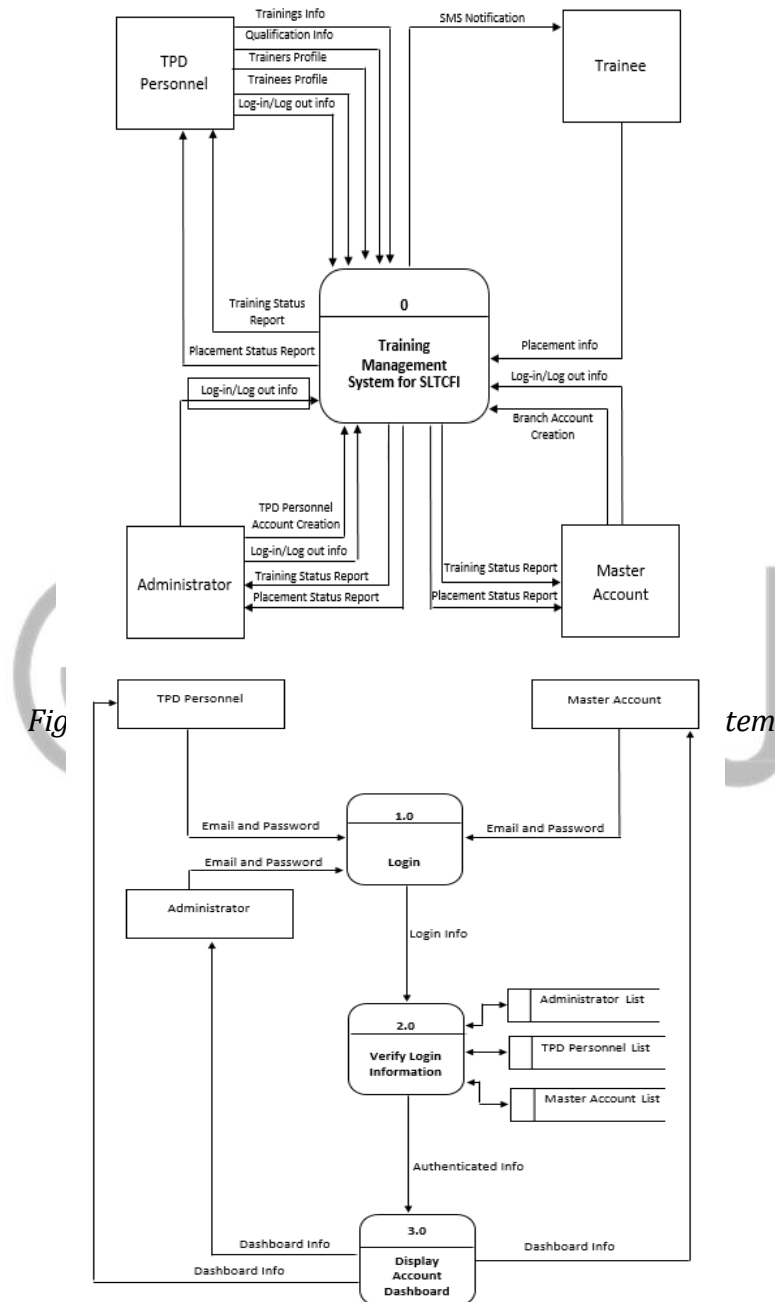 Trainings Info
Qualification Info
Trainers Profile
Trainees Profile
Log-in/Log out info
TPD
Personnel
SMS Notification
Trainee
0
Training
Management
System for SLTCFI
Training Status
Report
Placement Status Report
Placement info
Log-in/Log out info
Log-in/Log out info
Branch Account
Creation
TPD Personnel
Account Creation
Log-in/Log out info
Administrator
Training Status Report
Placement Status Report
Training Status Report
Placement Status Report
Master
Account
TPD Personnel
Master Account
Fig
tem
1.0
Login
Email and Password
Email and Password
Email and Password
Administrator
Login Info
2.0
Verify Login
Information
Administrator List
TPD Personnel List
Master Account List
Authenticated Info
3.0
Display
Account
Dashboard
Dashboard Info
Dashboard Info
Dashboard Info